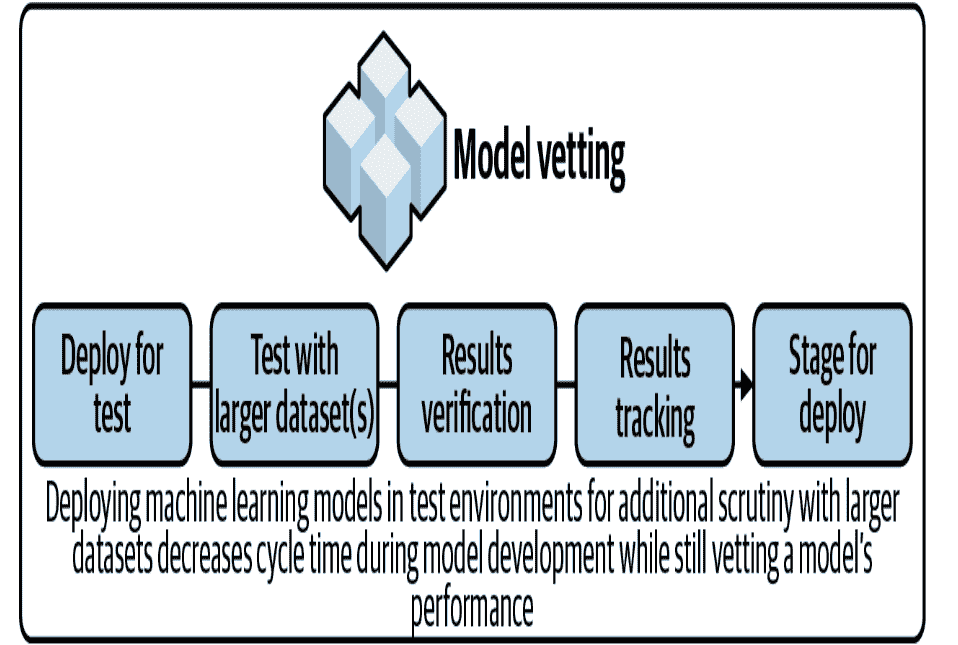 Model vetting
Deploy for
test
Test with
larger dataset(s)
Results
verification
Results
tracking
Stage for
deploy
Deploying machine learning models in test environments for additional scrutiny with larger
datasets decreases cycle time during model development while still vetting a model's
performance